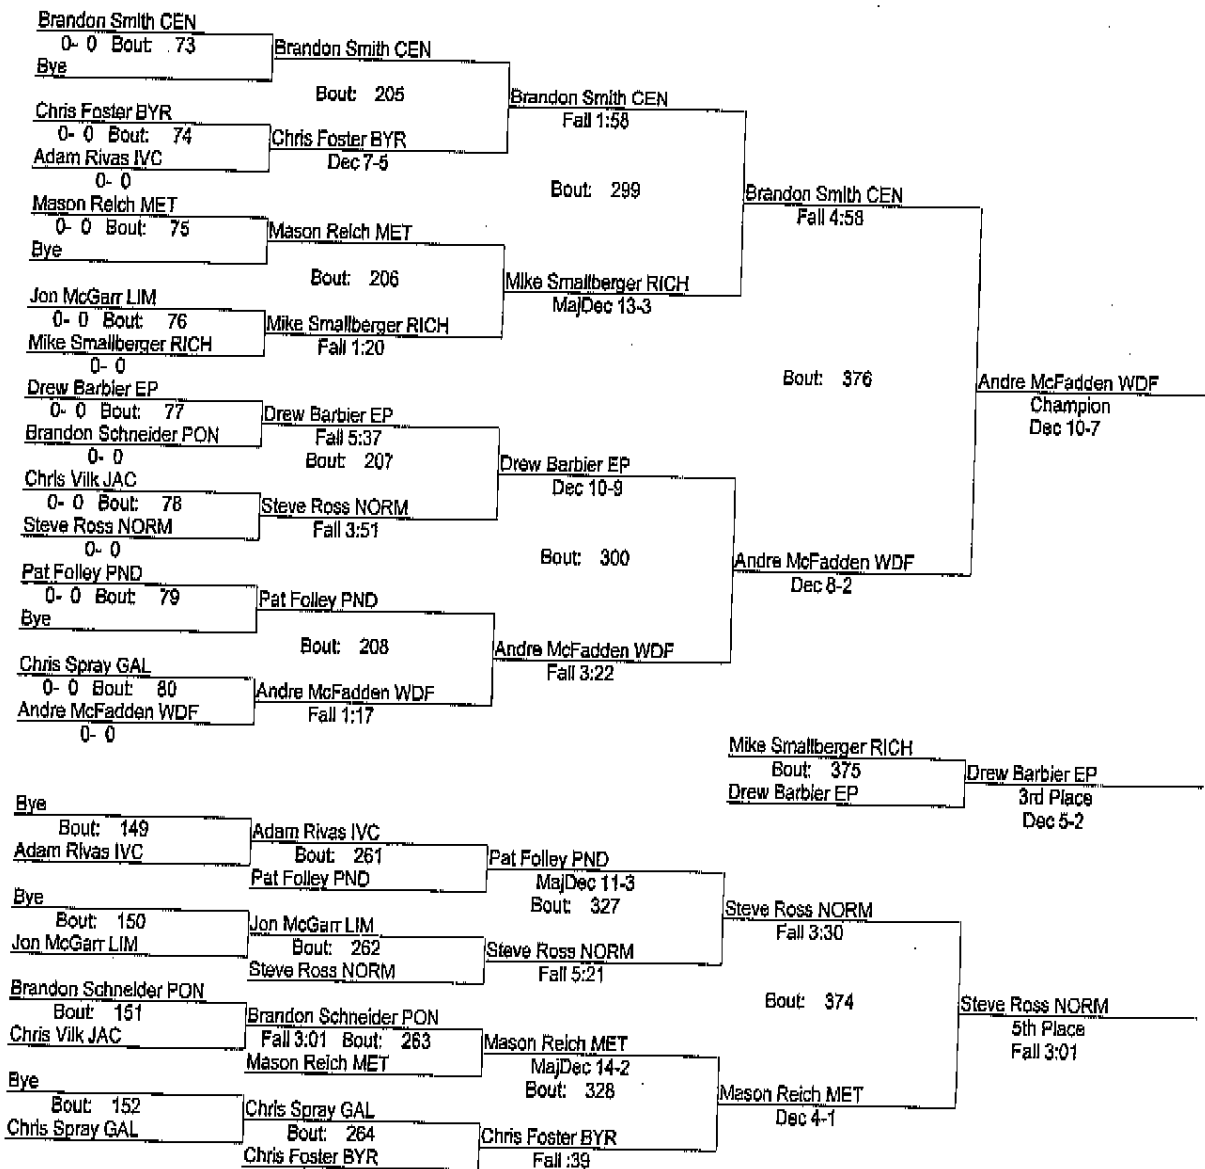 Brandon Smith CEN
0- 0 Bout: 73
Brandon Smith CEN
Bye
Bout: 205
Brandon Smith CEN
Fall 1:58
Chris Foster BYR
0- 0 Bout: 74
Chris Foster BYR
Dec 7-5
Adam Rivas IVC
0- 0
Bout: 299
Brandon Smith CEN
Fall 4:58
Mason Reich MET
0- 0 Bout: 75
Mason Reich MET
Bye
Bout: 206
Mike Smallberger RICH
MajDec 13-3
Jon McGarr LIM
0- 0 Bout: 76
Mike Smallberger RICH
Fall 1:20
Mike Smallberger RICH
0- 0
Bout: 376
Andre McFadden WDF
Champion
Dec 10-7
Drew Barbier EP
0- 0 Bout: 77
Drew Barbier EP
Fall 5:37
Brandon Schneider PON
0- 0
Bout: 207
Drew Barbier EP
Dec 10-9
Chris Vilk JAC
0- 0 Bout: 78
Steve Ross NORM
Fall 3:51
Steve Ross NORM
0- 0
Bout: 300
Andre McFadden WDF
Dec 8-2
Pat Folley PND
0- 0 Bout: 79
Pat Folley PND
Bye
Bout: 208
Andre McFadden WDF
Fall 3:22
Chris Spray GAL
0- 0 Bout: 80
Andre McFadden WDF
Fall 1:17
Andre McFadden WDF
0- 0
Mike Smallberger RICH
Bout: 375
Drew Barbier EP
Drew Barbier EP
3rd Place
Dec 5-2
Bye
Bout: 149
Adam Rivas IVC
Adam Rivas IVC
Bout: 261
Pat Folley PND
Pat Folley PND
MajDec 11-3
Bout: 327
Bye
Bout: 150
Jon McGarr LIM
Jon McGarr LIM
Bout: 262
Steve Ross NORM
Steve Ross NORM
Fall 5:21
Steve Ross NORM
Fall 3:30
Bout: 374
Steve Ross NORM
5th Place
Fall 3:01
Brandon Schneider PON
Bout: 151
Chris Vilk JAC
Brandon Schneider PON
Fall 3:01 Bout: 263
Mason Reich MET
Mason Reich MET
MajDec 14-2
Bout: 328
Mason Reich MET
Dec 4-1
Bye
Bout: 152
Chris Spray GAL
Chris Spray GAL
Bout: 264
Chris Foster BYR
Chris Foster BYR
Fall :39